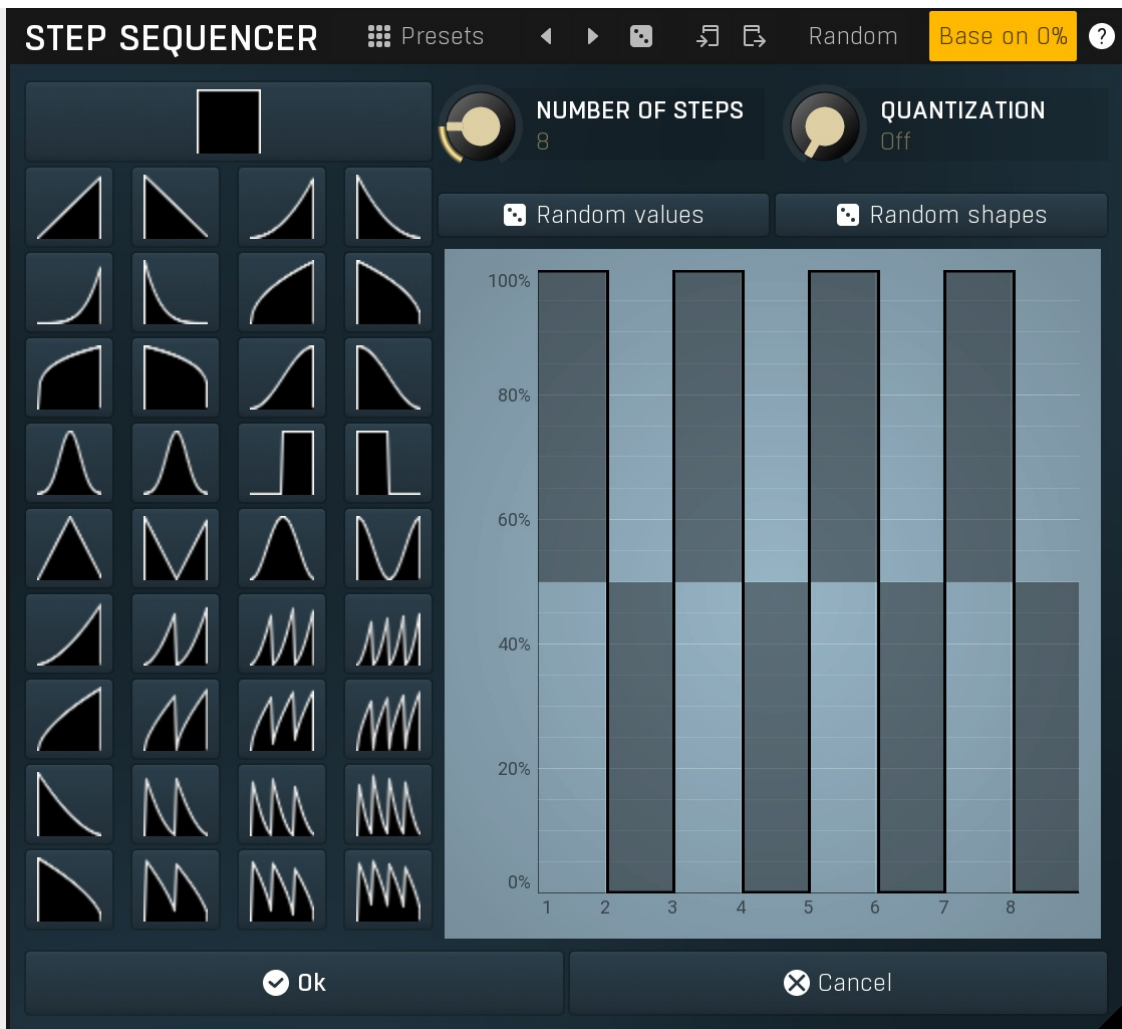 STEP SEQUENCER Presets Random Base on 0% ?
NUMBER OF STEPS
8
QUANTIZATION
Off
Random values
Random shapes
100%
80%
60%
40%
20%
0%
1 2 3 4 5 6 7 8
Ok
Cancel